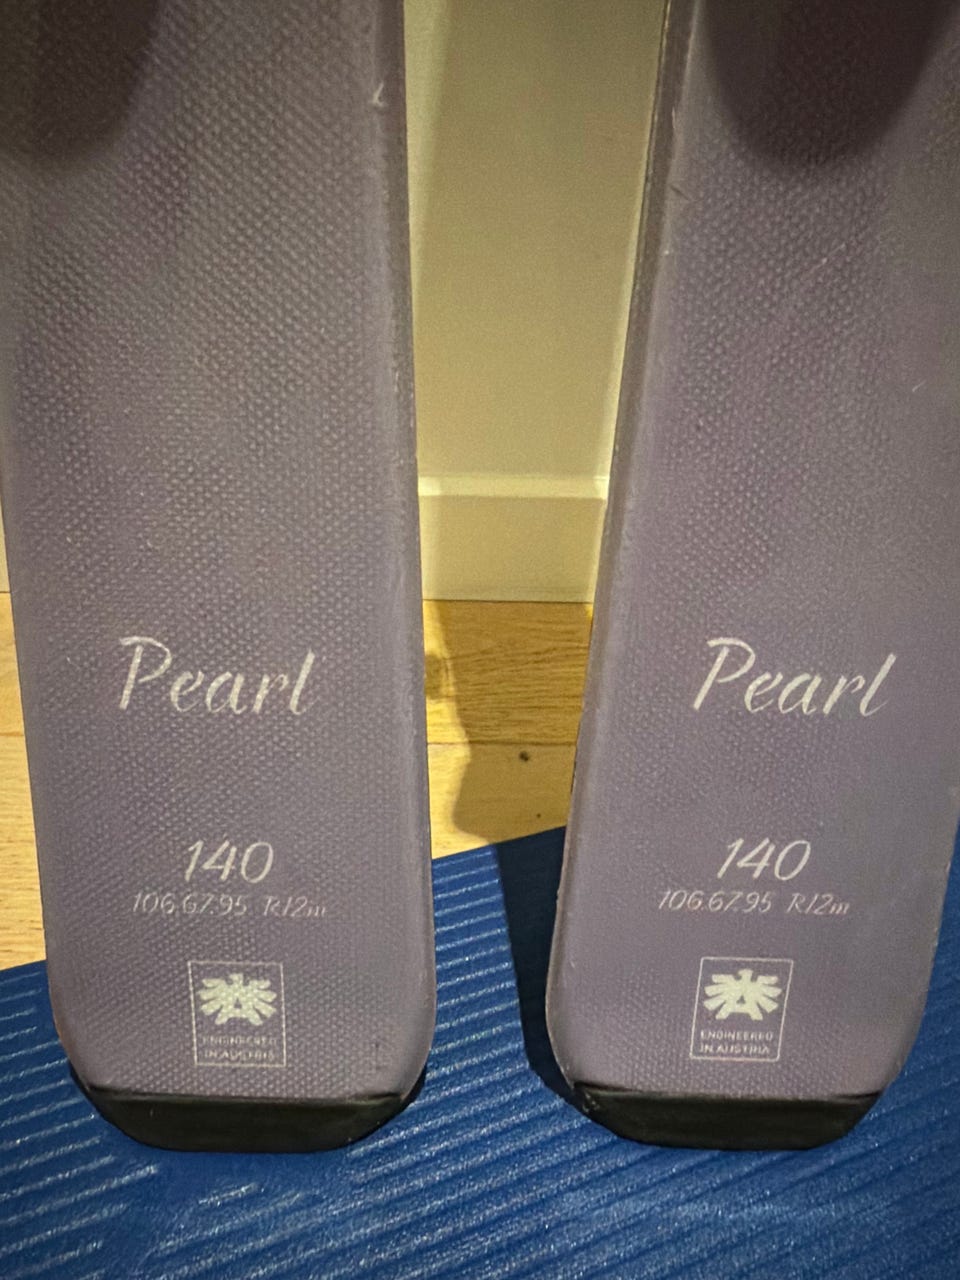 Pearl
140
106.67.95 R12m
ENGINEERED
IN AUSTRIA
Pearl
140
106.67.95 R12m
ENGINEERED
IN AUSTRIA